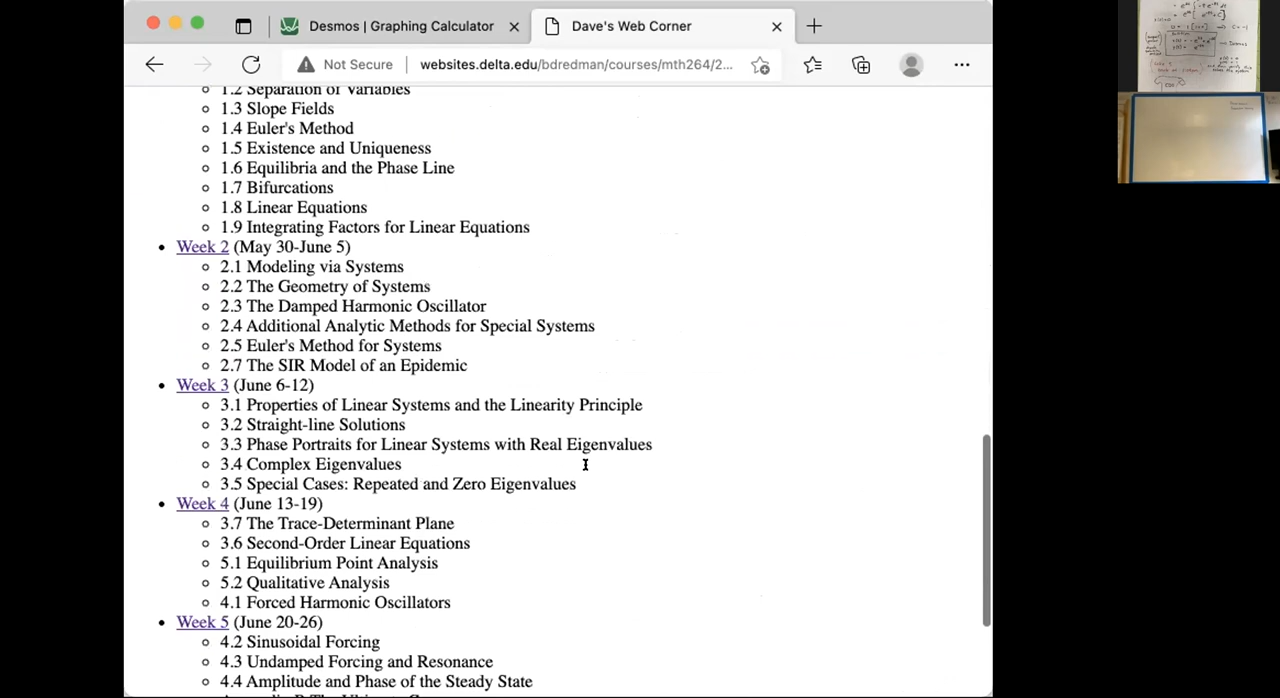 Desmos | Graphing Calculator
Dave's Web Corner
Not Secure
websites.delta.edu/bdredman/courses/mth264/2...
1.2 Separation of Variables
1.3 Slope Fields
1.4 Euler's Method
1.5 Existence and Uniqueness
1.6 Equilibria and the Phase Line
1.7 Bifurcations
1.8 Linear Equations
1.9 Integrating Factors for Linear Equations
Week 2 (May 30-June 5)
2.1 Modeling via Systems
2.2 The Geometry of Systems
2.3 The Damped Harmonic Oscillator
2.4 Additional Analytic Methods for Special Systems
2.5 Euler's Method for Systems
2.7 The SIR Model of an Epidemic
Week 3 (June 6-12)
3.1 Properties of Linear Systems and the Linearity Principle
3.2 Straight-line Solutions
3.3 Phase Portraits for Linear Systems with Real Eigenvalues
3.4 Complex Eigenvalues
3.5 Special Cases: Repeated and Zero Eigenvalues
Week 4 (June 13-19)
3.7 The Trace-Determinant Plane
3.6 Second-Order Linear Equations
5.1 Equilibrium Point Analysis
5.2 Qualitative Analysis
4.1 Forced Harmonic Oscillators
Week 5 (June 20-26)
4.2 Sinusoidal Forcing
4.3 Undamped Forcing and Resonance
4.4 Amplitude and Phase of the Steady State